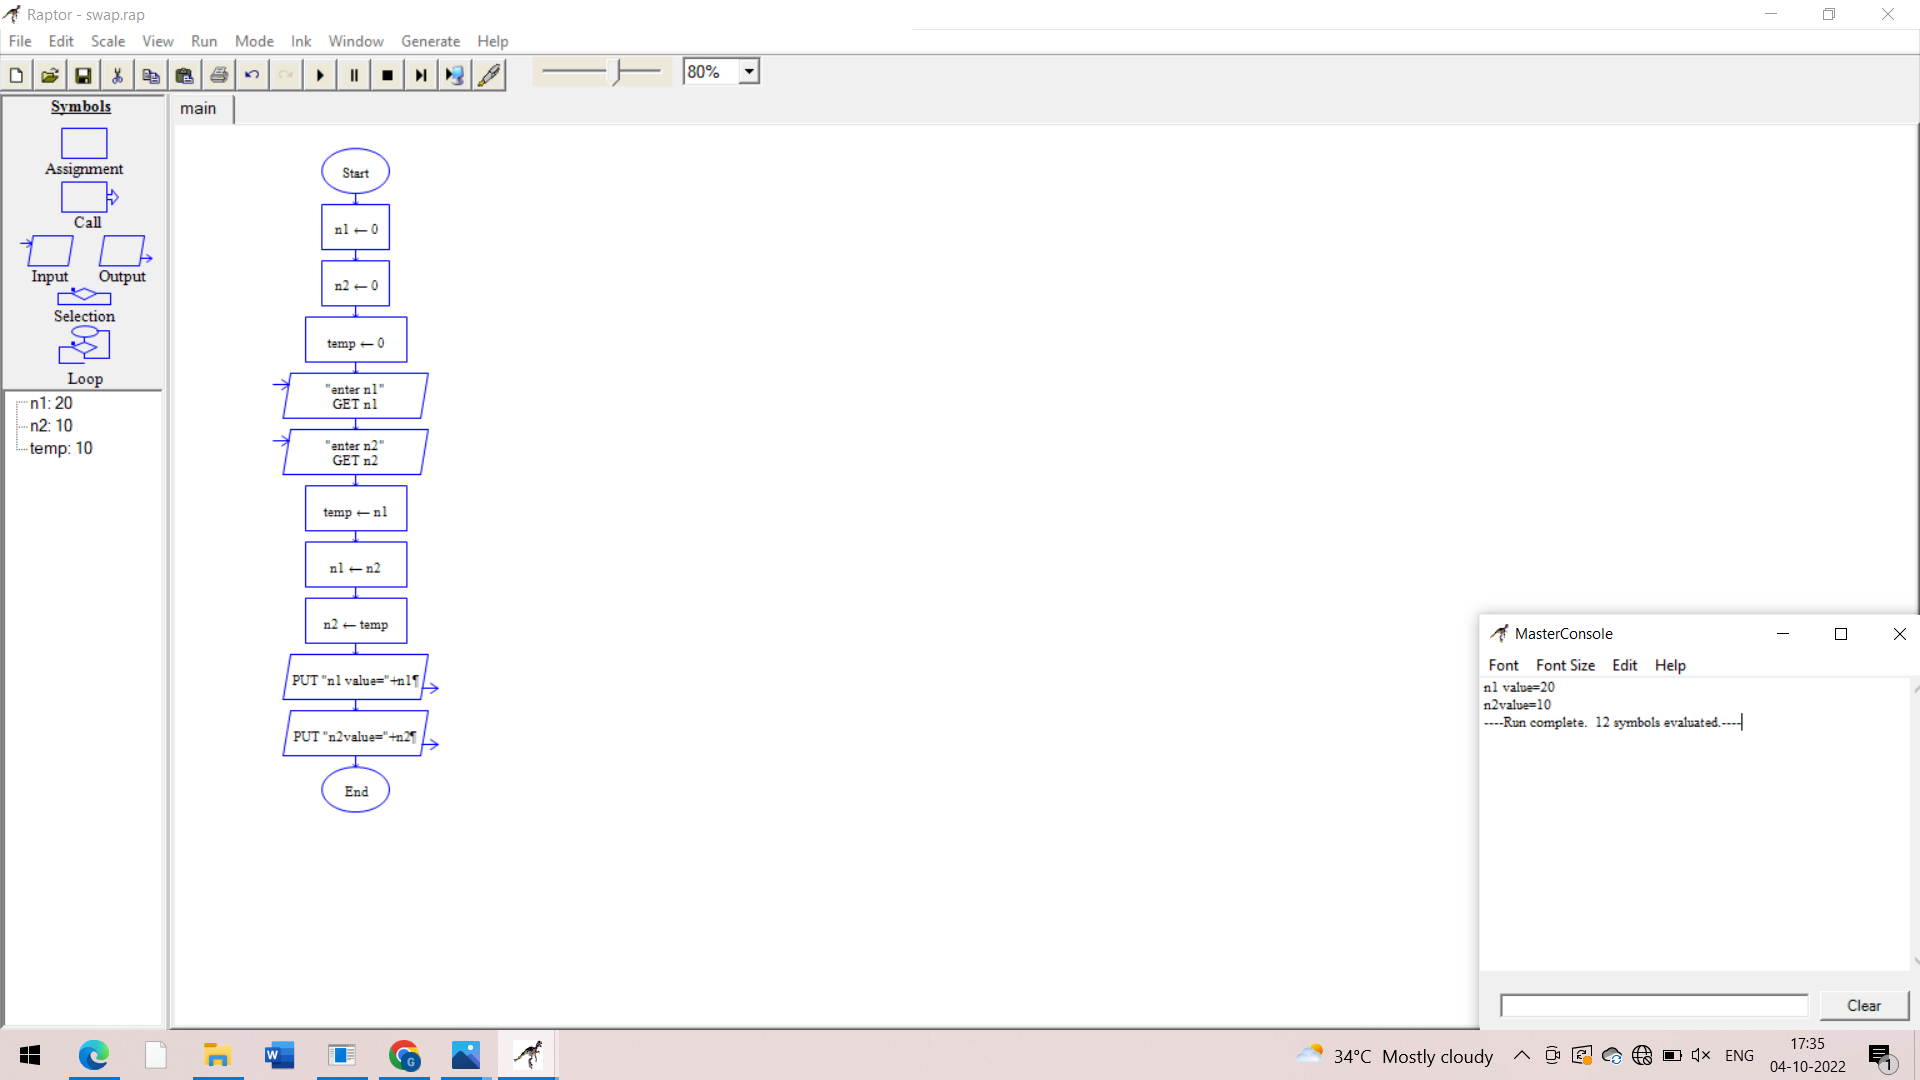 Raptor - swap.rap
File Edit Scale View Run Mode Ink Window Generate Help
80%
Symbols
Assignment
Call
Input Output
Selection
Loop
n1: 20
n2: 10
temp: 10
main
Start
n1 ← 0
n2 ← 0
temp ← 0
"enter n1"
GET n1
"enter n2"
GET n2
temp ← n1
n1 ← n2
n2 ← temp
PUT "n1 value="+n1¶
PUT "n2value="+n2¶
End
MasterConsole
Font Font Size Edit Help
n1 value=20
n2value=10
----Run complete.  12 symbols evaluated.----
Clear
34°C Mostly cloudy
ENG
17:35
04-10-2022
1